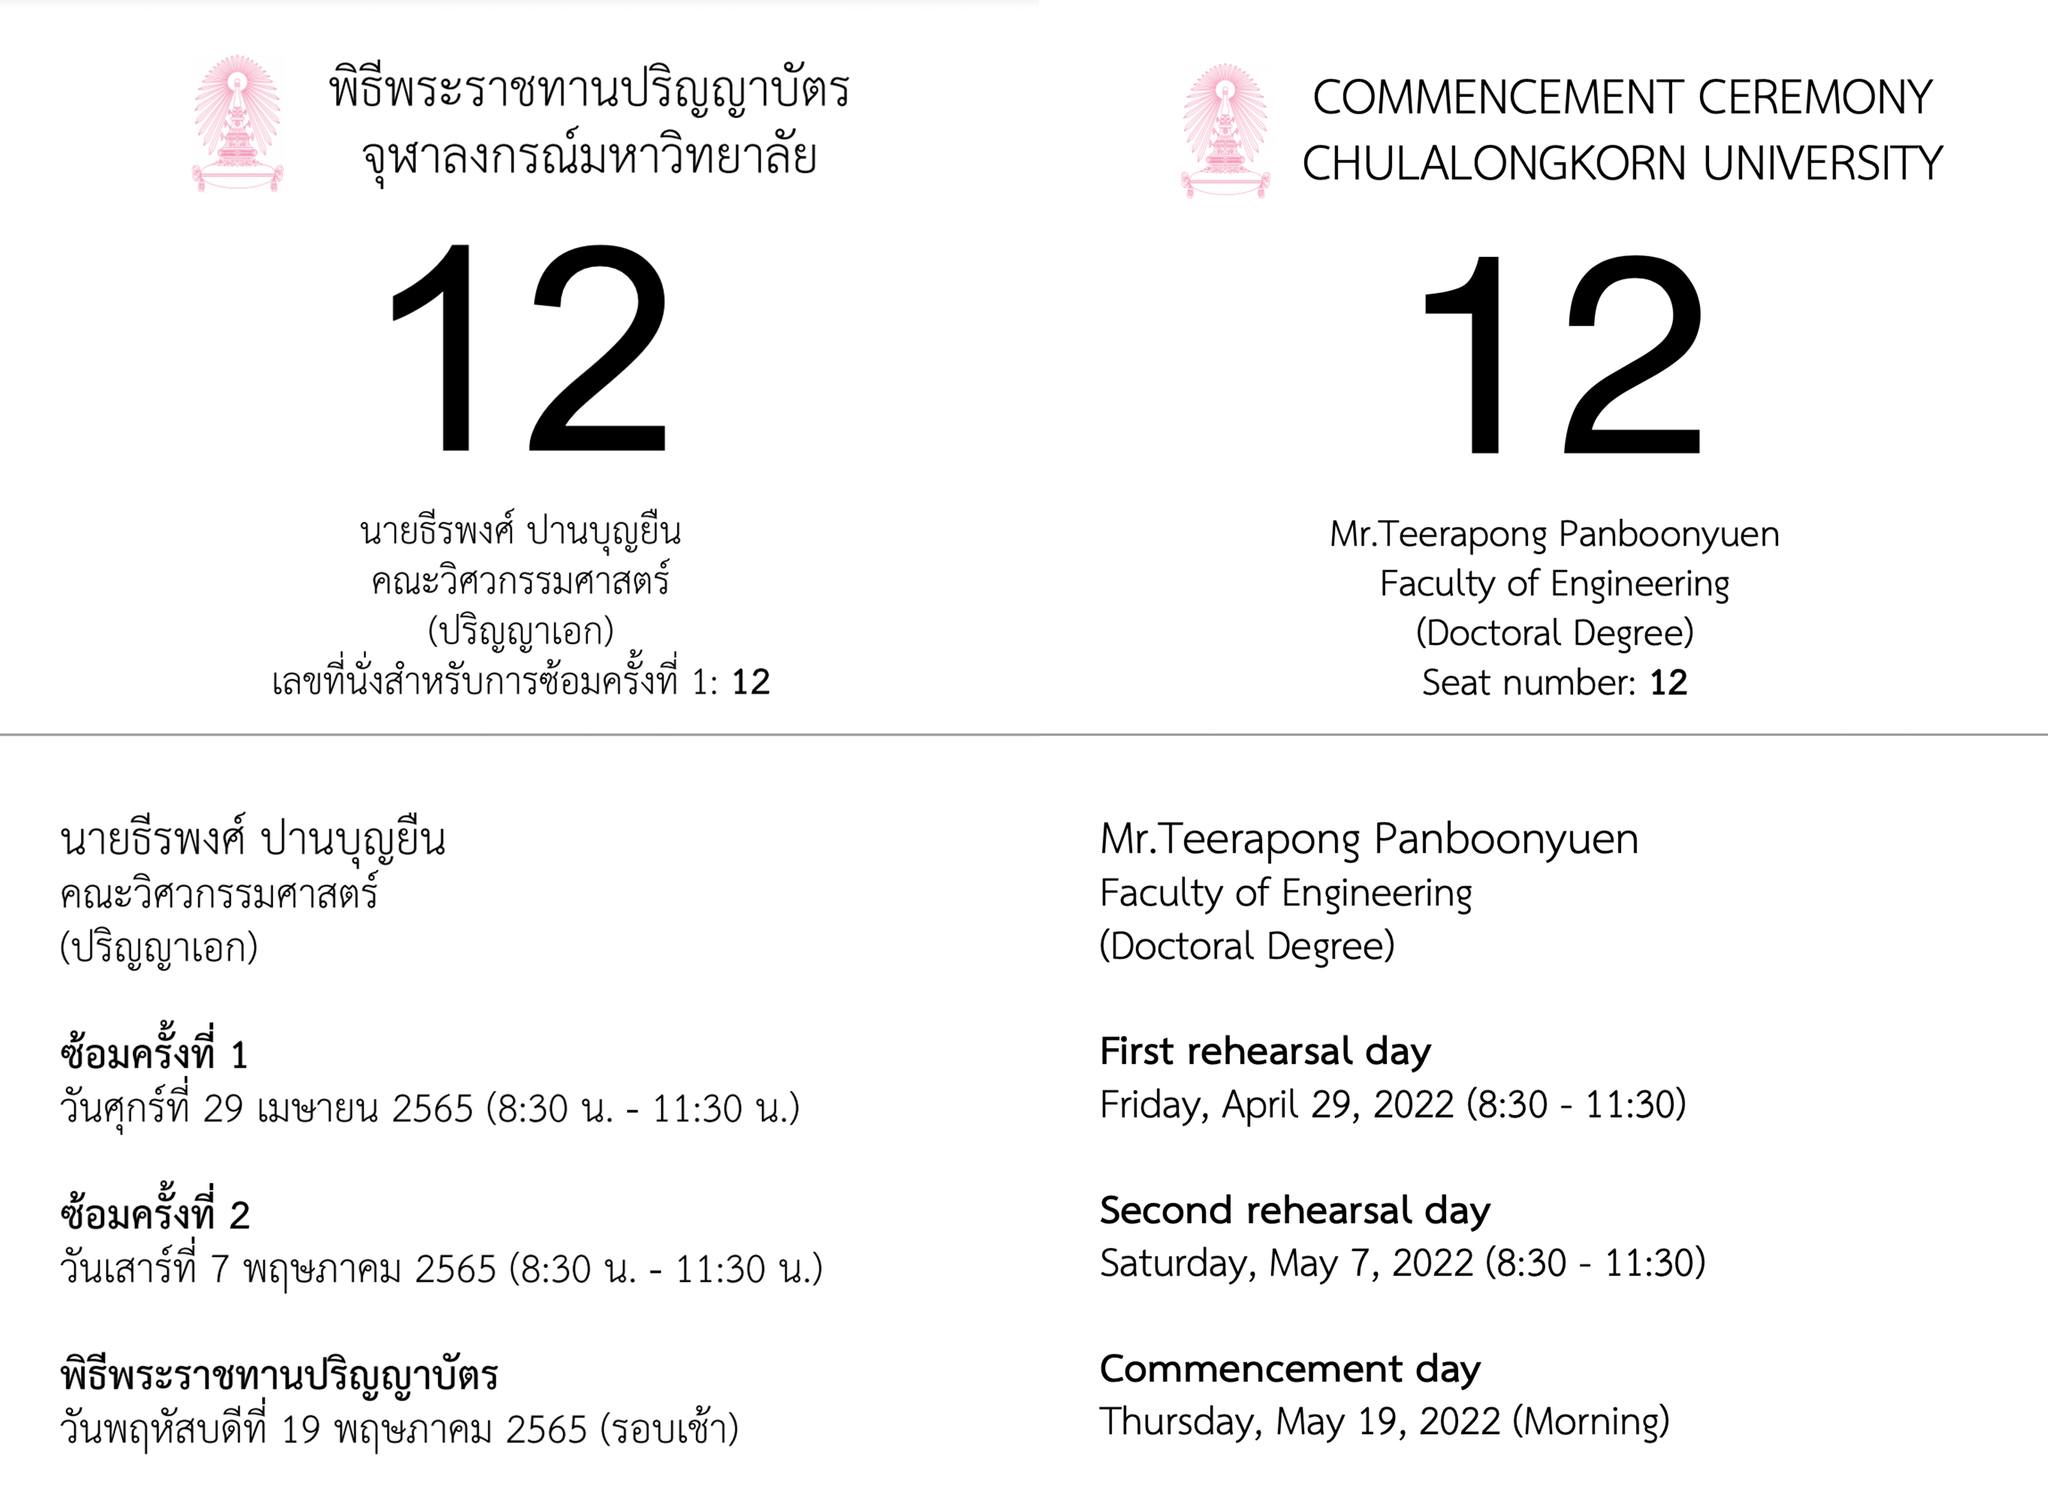 พิธีพระราชทานปริญญาบัตร
จุฬาลงกรณ์มหาวิทยาลัย
12
นายธีรพงศ์ ปานบุญยืน
คณะวิศวกรรมศาสตร์
(ปริญญาเอก)
เลขที่นั่งสำหรับการซ้อมครั้งที่ 1: 12
COMMENCEMENT CEREMONY
CHULALONGKORN UNIVERSITY
12
Mr.Teerapong Panboonyuen
Faculty of Engineering
(Doctoral Degree)
Seat number: 12
นายธีรพงศ์ ปานบุญยืน
คณะวิศวกรรมศาสตร์
(ปริญญาเอก)
ซ้อมครั้งที่ 1
วันศุกร์ที่ 29 เมษายน 2565 (8:30 น. - 11:30 น.)
ซ้อมครั้งที่ 2
วันเสาร์ที่ 7 พฤษภาคม 2565 (8:30 น. - 11:30 น.)
พิธีพระราชทานปริญญาบัตร
วันพฤหัสบดีที่ 19 พฤษภาคม 2565 (รอบเช้า)
Mr.Teerapong Panboonyuen
Faculty of Engineering
(Doctoral Degree)
First rehearsal day
Friday, April 29, 2022 (8:30 - 11:30)
Second rehearsal day
Saturday, May 7, 2022 (8:30 - 11:30)
Commencement day
Thursday, May 19, 2022 (Morning)